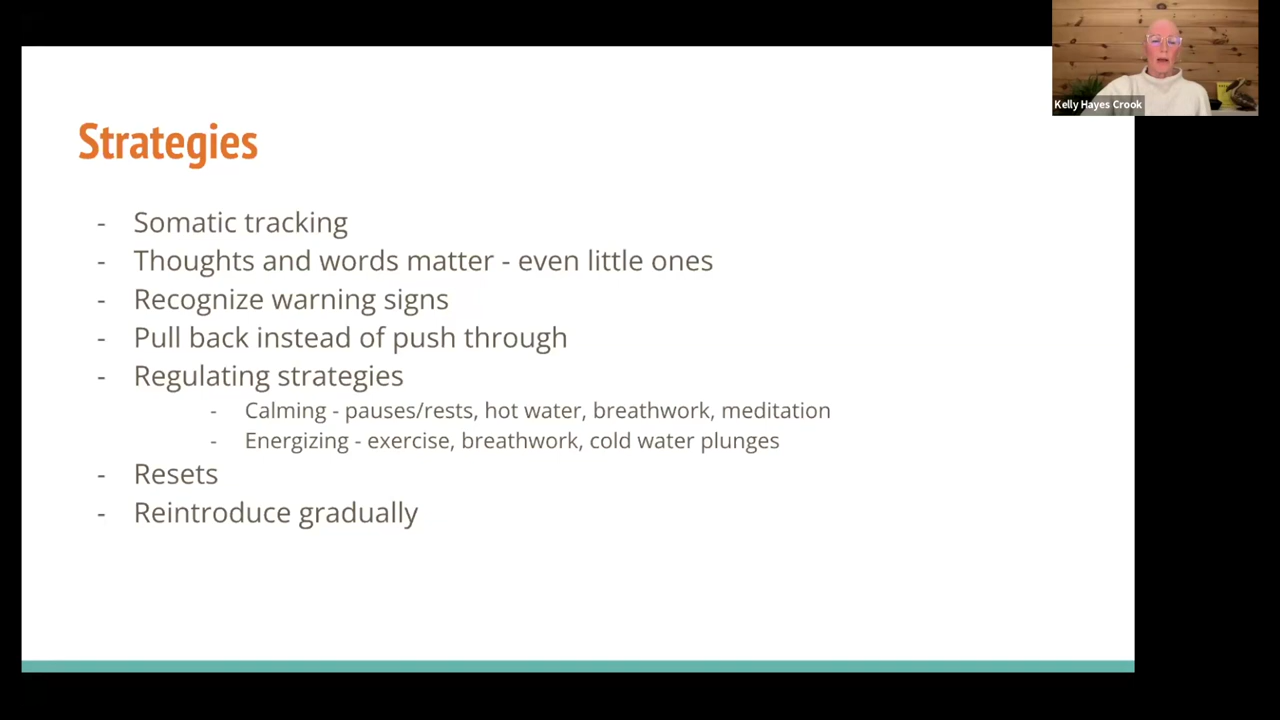 Kelly Hayes Crook
Strategies
- Somatic tracking
- Thoughts and words matter - even little ones
- Recognize warning signs
- Pull back instead of push through
- Regulating strategies
- Calming - pauses/rests, hot water, breathwork, meditation
- Energizing - exercise, breathwork, cold water plunges
- Resets
- Reintroduce gradually